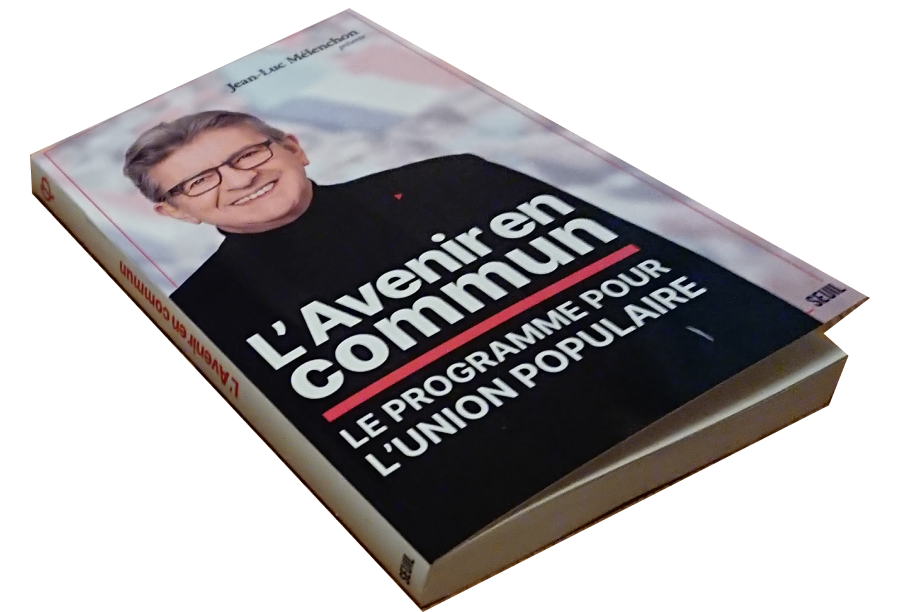 Jean-Luc Mélenchon
présente
L'Avenir en
commun
LE PROGRAMME POUR
L'UNION POPULAIRE
SEUIL
L'Avenir en commun
SEUIL